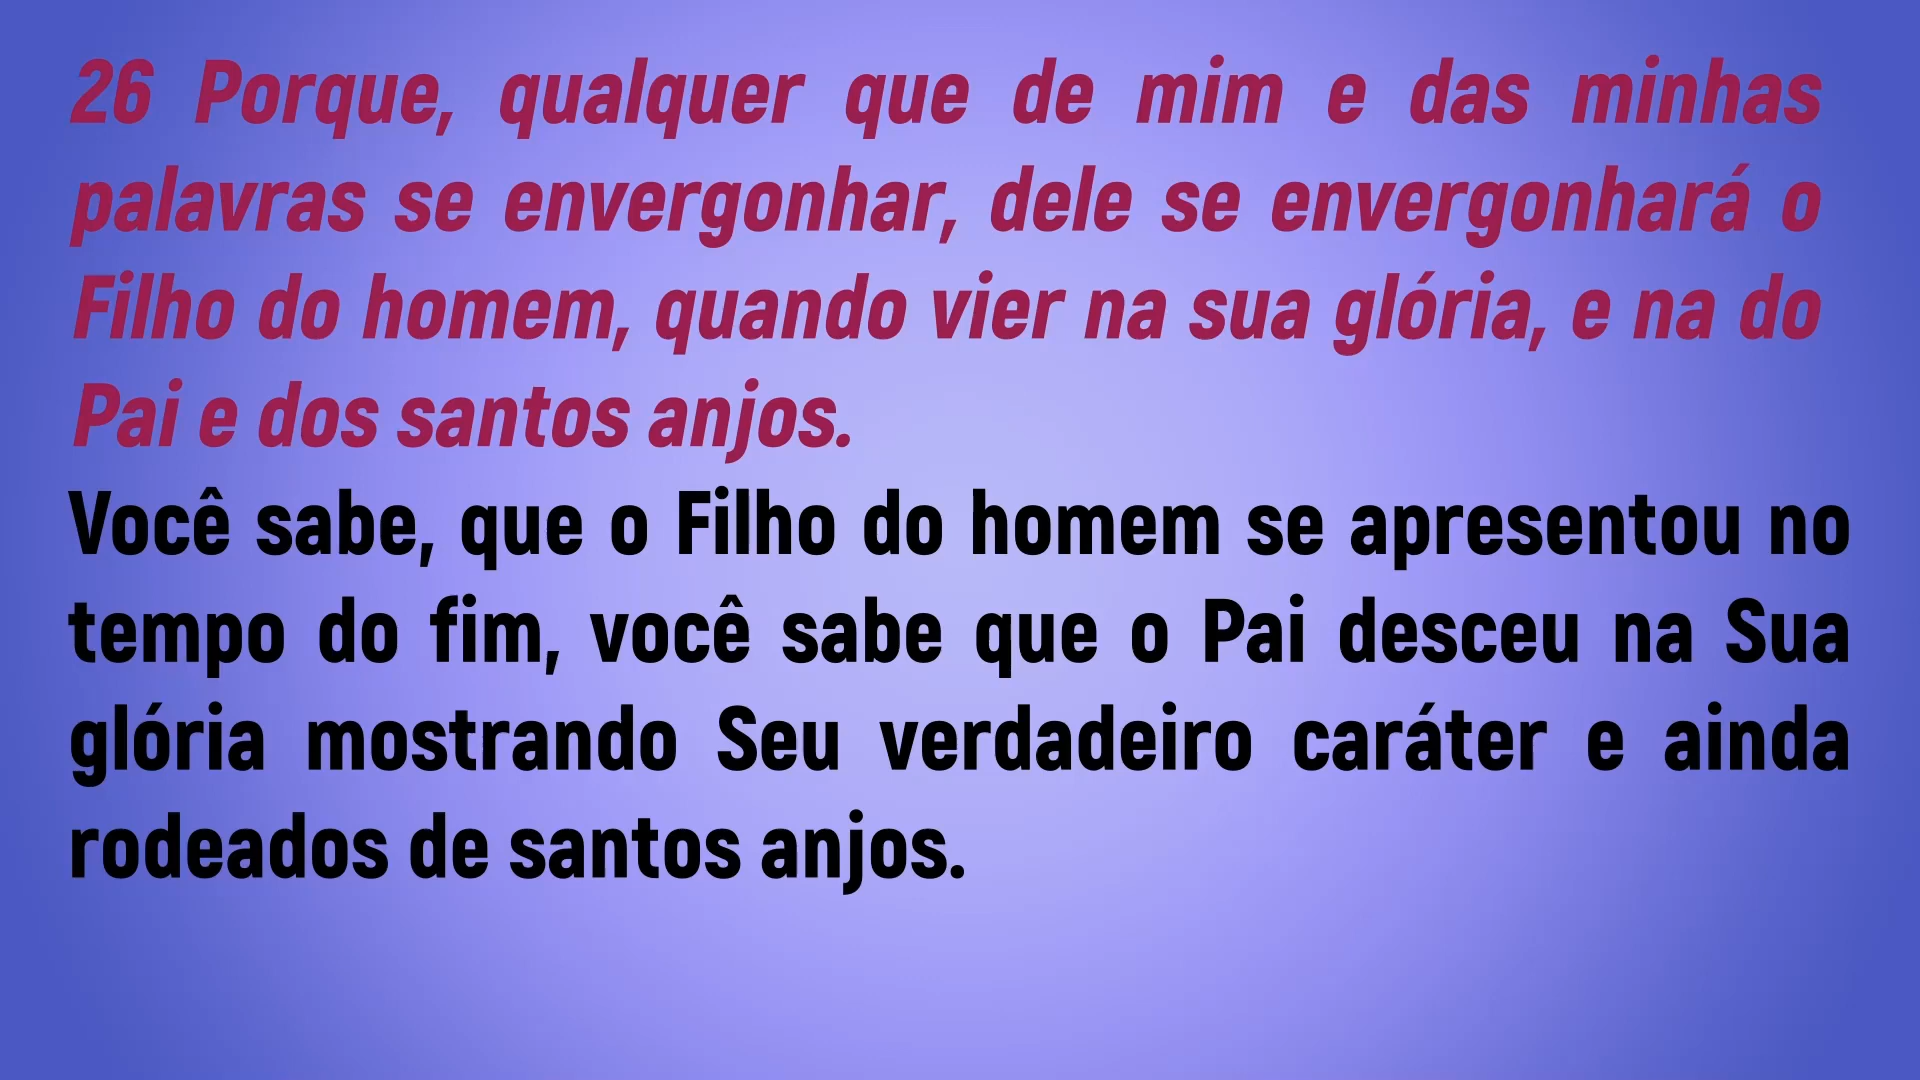 26 Porque, qualquer que de mim e das minhas
palavras se envergonhar, dele se envergonhará o
Filho do homem, quando vier na sua glória, e na do
Pai e dos santos anjos.
Você sabe, que o Filho do homem se apresentou no
tempo do fim, você sabe que o Pai desceu na Sua
glória mostrando Seu verdadeiro caráter e ainda
rodeados de santos anjos.